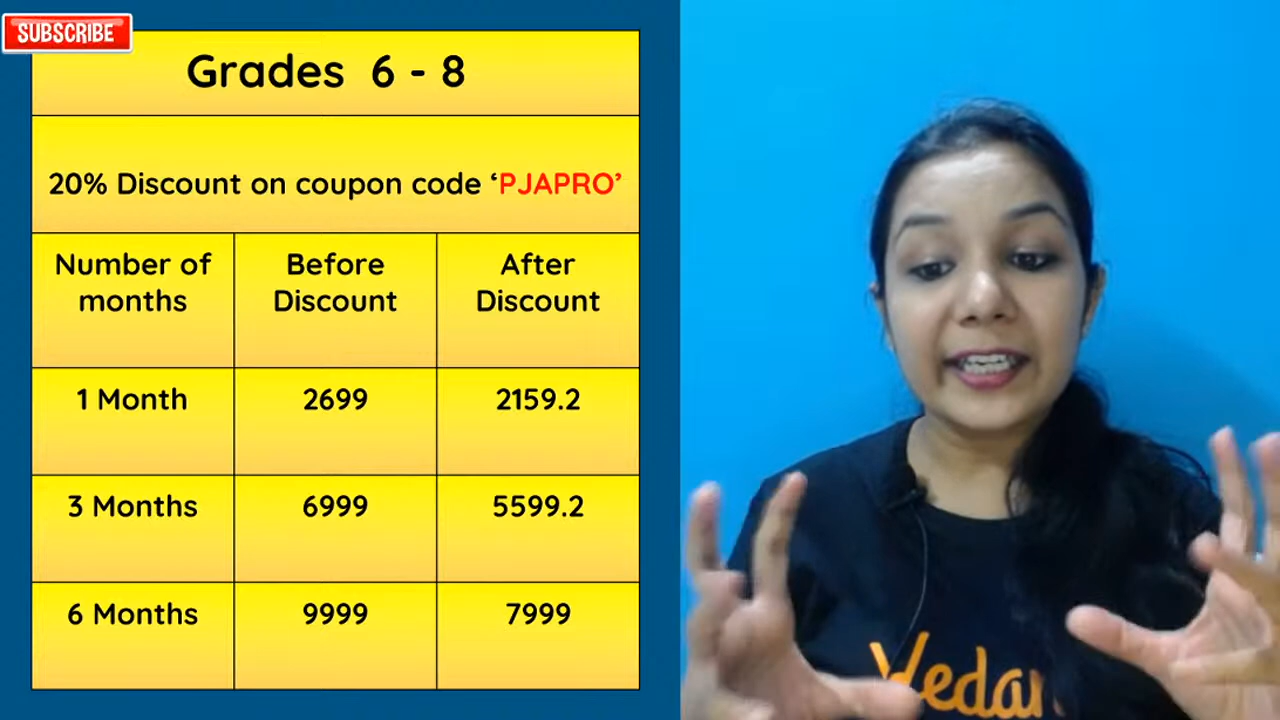 SUBSCRIBE
Grades 6 - 8
20% Discount on coupon code ‘PJAPRO’
Number of months
Before Discount
After Discount
1 Month 2699 2159.2
3 Months 6999 5599.2
6 Months 9999 7999